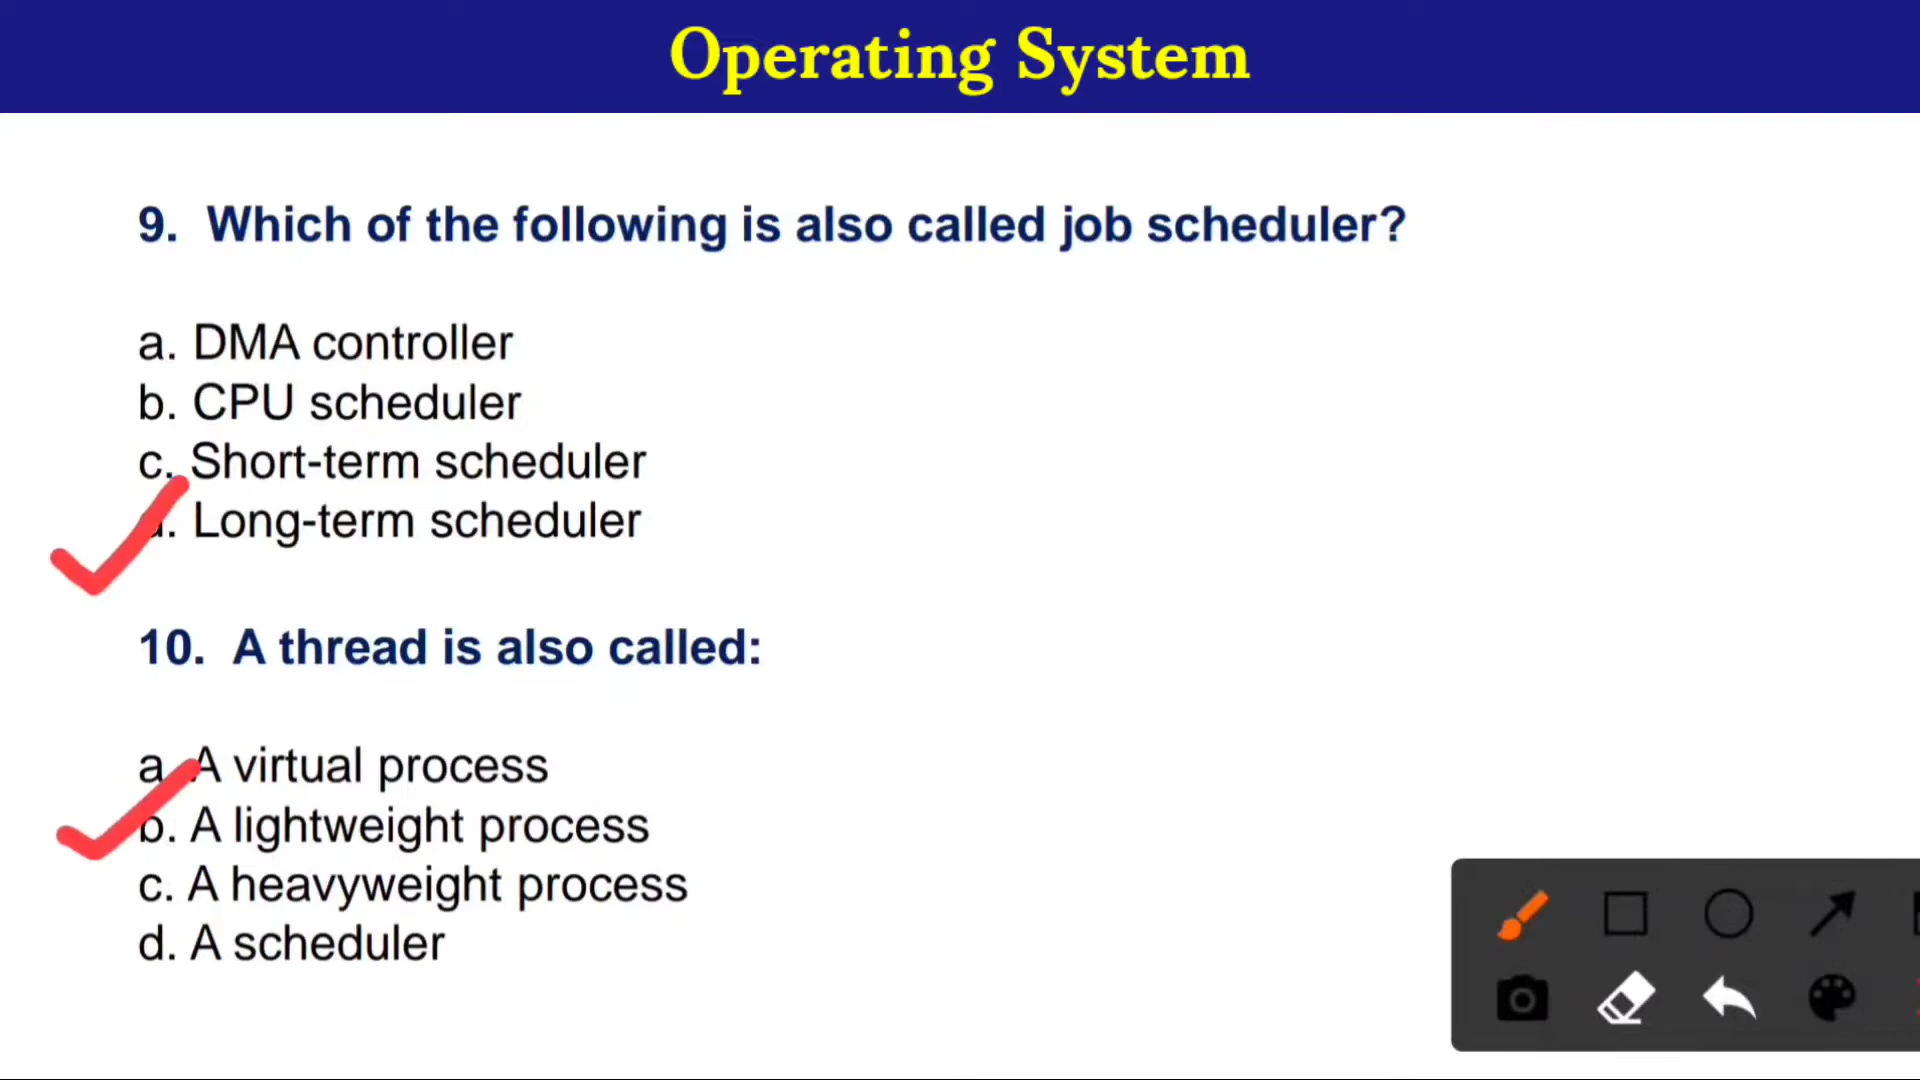 Operating System
9. Which of the following is also called job scheduler?
a. DMA controller
b. CPU scheduler
c. Short-term scheduler
d. Long-term scheduler
10. A thread is also called:
a. A virtual process
b. A lightweight process
c. A heavyweight process
d. A scheduler